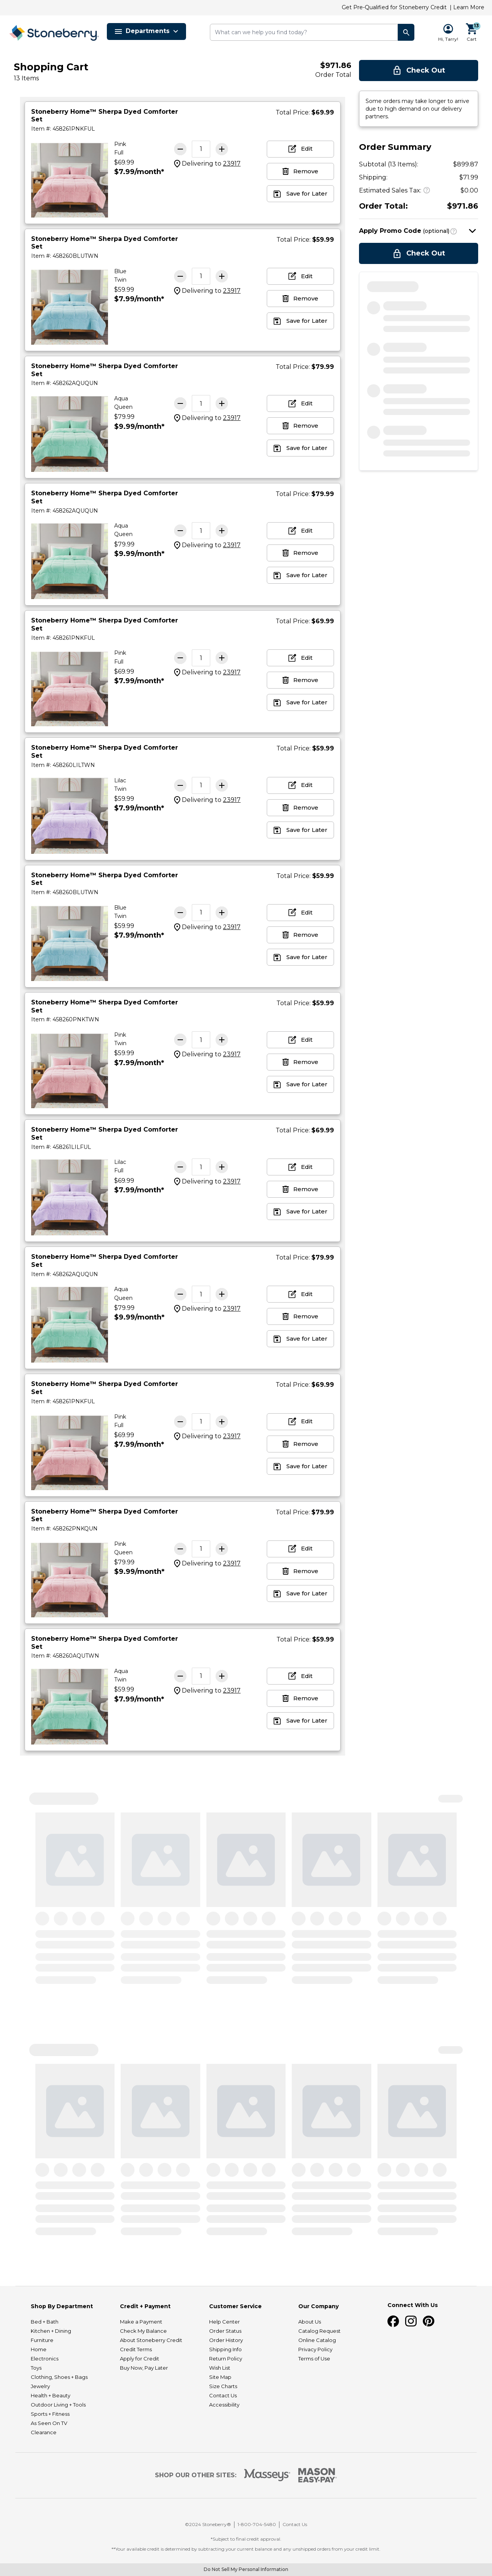 Get Pre-Qualified for Stoneberry Credit | Learn More
Stoneberry
Departments
What can we help you find today?
Hi, Tarry!
13
Cart
Shopping Cart
13 Items
$971.86
Order Total
Stoneberry Home™ Sherpa Dyed Comforter
Set
Item #: 458261PNKFUL
Total Price: $69.99
Pink
Full
$69.99
$7.99/month*
1
Delivering to 23917
Edit
Remove
Save for Later
Stoneberry Home™ Sherpa Dyed Comforter
Set
Item #: 458260BLUTWN
Total Price: $59.99
Blue
Twin
$59.99
$7.99/month*
1
Delivering to 23917
Edit
Remove
Save for Later
Stoneberry Home™ Sherpa Dyed Comforter
Set
Item #: 458262AQUQUN
Total Price: $79.99
Aqua
Queen
$79.99
$9.99/month*
1
Delivering to 23917
Edit
Remove
Save for Later
Stoneberry Home™ Sherpa Dyed Comforter
Set
Item #: 458262AQUQUN
Total Price: $79.99
Aqua
Queen
$79.99
$9.99/month*
1
Delivering to 23917
Edit
Remove
Save for Later
Stoneberry Home™ Sherpa Dyed Comforter
Set
Item #: 458261PNKFUL
Total Price: $69.99
Pink
Full
$69.99
$7.99/month*
1
Delivering to 23917
Edit
Remove
Save for Later
Stoneberry Home™ Sherpa Dyed Comforter
Set
Item #: 458260LILTWN
Total Price: $59.99
Lilac
Twin
$59.99
$7.99/month*
1
Delivering to 23917
Edit
Remove
Save for Later
Stoneberry Home™ Sherpa Dyed Comforter
Set
Item #: 458260BLUTWN
Total Price: $59.99
Blue
Twin
$59.99
$7.99/month*
1
Delivering to 23917
Edit
Remove
Save for Later
Stoneberry Home™ Sherpa Dyed Comforter
Set
Item #: 458260PNKTWN
Total Price: $59.99
Pink
Twin
$59.99
$7.99/month*
1
Delivering to 23917
Edit
Remove
Save for Later
Stoneberry Home™ Sherpa Dyed Comforter
Set
Item #: 458261LILFUL
Total Price: $69.99
Lilac
Full
$69.99
$7.99/month*
1
Delivering to 23917
Edit
Remove
Save for Later
Stoneberry Home™ Sherpa Dyed Comforter
Set
Item #: 458262AQUQUN
Total Price: $79.99
Aqua
Queen
$79.99
$9.99/month*
1
Delivering to 23917
Edit
Remove
Save for Later
Stoneberry Home™ Sherpa Dyed Comforter
Set
Item #: 458261PNKFUL
Total Price: $69.99
Pink
Full
$69.99
$7.99/month*
1
Delivering to 23917
Edit
Remove
Save for Later
Stoneberry Home™ Sherpa Dyed Comforter
Set
Item #: 458262PNKQUN
Total Price: $79.99
Pink
Queen
$79.99
$9.99/month*
1
Delivering to 23917
Edit
Remove
Save for Later
Stoneberry Home™ Sherpa Dyed Comforter
Set
Item #: 458260AQUTWN
Total Price: $59.99
Aqua
Twin
$59.99
$7.99/month*
1
Delivering to 23917
Edit
Remove
Save for Later
Check Out
Some orders may take longer to arrive
due to high demand on our delivery
partners.
Order Summary
Subtotal (13 Items): $899.87
Shipping: $71.99
Estimated Sales Tax: $0.00
Order Total: $971.86
Apply Promo Code (optional)
Check Out
Shop By Department
Bed + Bath
Kitchen + Dining
Furniture
Home
Electronics
Toys
Clothing, Shoes + Bags
Jewelry
Health + Beauty
Outdoor Living + Tools
Sports + Fitness
As Seen On TV
Clearance
Credit + Payment
Make a Payment
Check My Balance
About Stoneberry Credit
Credit Terms
Apply for Credit
Buy Now, Pay Later
Customer Service
Help Center
Order Status
Order History
Shipping Info
Return Policy
Wish List
Site Map
Size Charts
Contact Us
Accessibility
Our Company
About Us
Catalog Request
Online Catalog
Privacy Policy
Terms of Use
Connect With Us
SHOP OUR OTHER SITES:
Masseys
MASON
EASY-PAY
©2024 Stoneberry® | 1-800-704-5480 | Contact Us
*Subject to final credit approval.
**Your available credit is determined by subtracting your current balance and any unshipped orders from your credit limit.
Do Not Sell My Personal Information